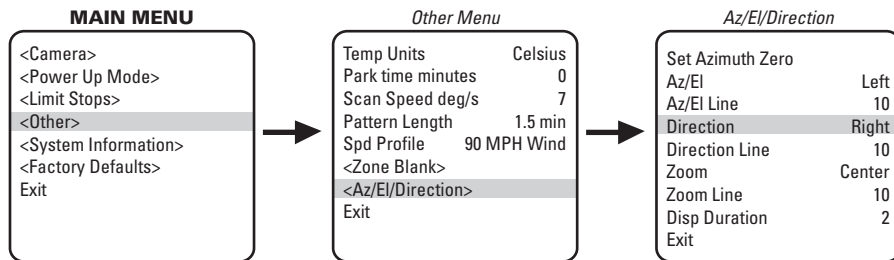 MAIN MENU
<Camera>
<Power Up Mode>
<Limit Stops>
<Other>
<System Information>
<Factory Defaults>
Exit
Other Menu
Temp Units Celsius
Park time minutes 0
Scan Speed deg/s 7
Pattern Length 1.5 min
Spd Profile 90 MPH Wind
<Zone Blank>
<Az/El/Direction>
Exit
Az/El/Direction
Set Azimuth Zero
Az/El Left
Az/El Line 10
Direction Right
Direction Line 10
Zoom Center
Zoom Line 10
Disp Duration 2
Exit